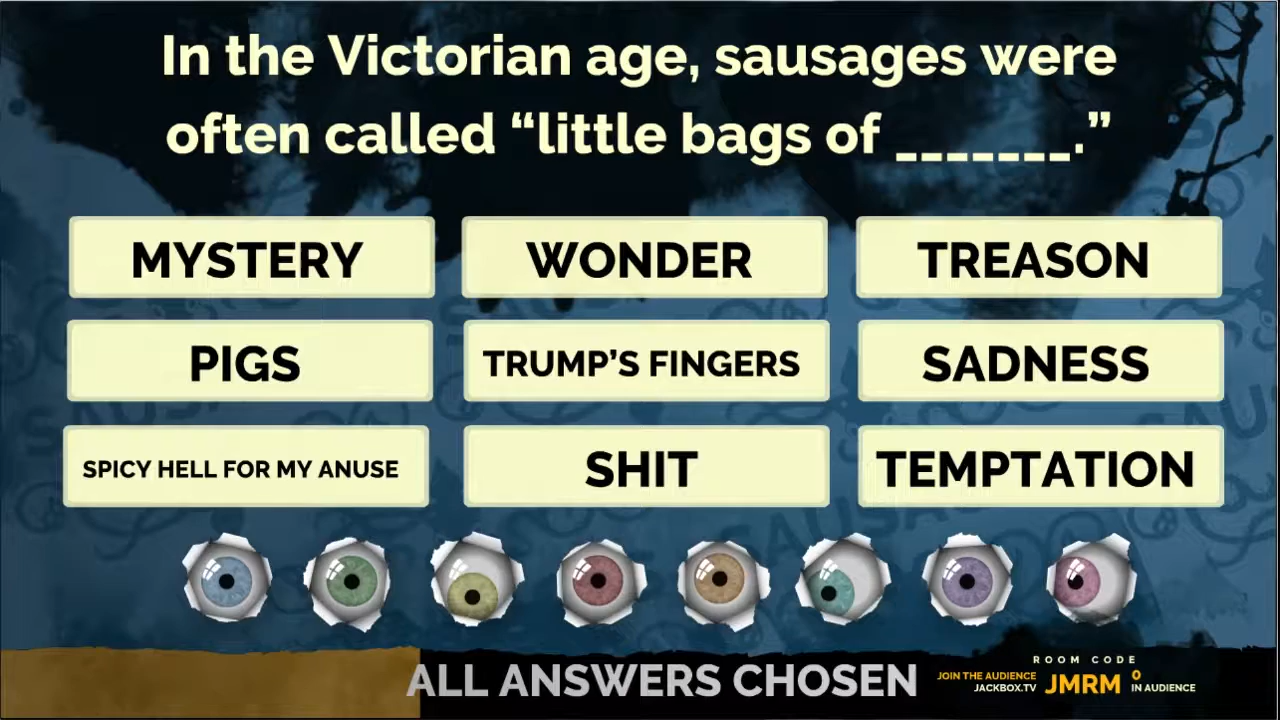 In the Victorian age, sausages were
often called “little bags of _______.”
MYSTERY
WONDER
TREASON
PIGS
TRUMP’S FINGERS
SADNESS
SPICY HELL FOR MY ANUSE
SHIT
TEMPTATION
ALL ANSWERS CHOSEN
ROOM CODE
JOIN THE AUDIENCE
JACKBOX.TV
JMRM
0
IN AUDIENCE